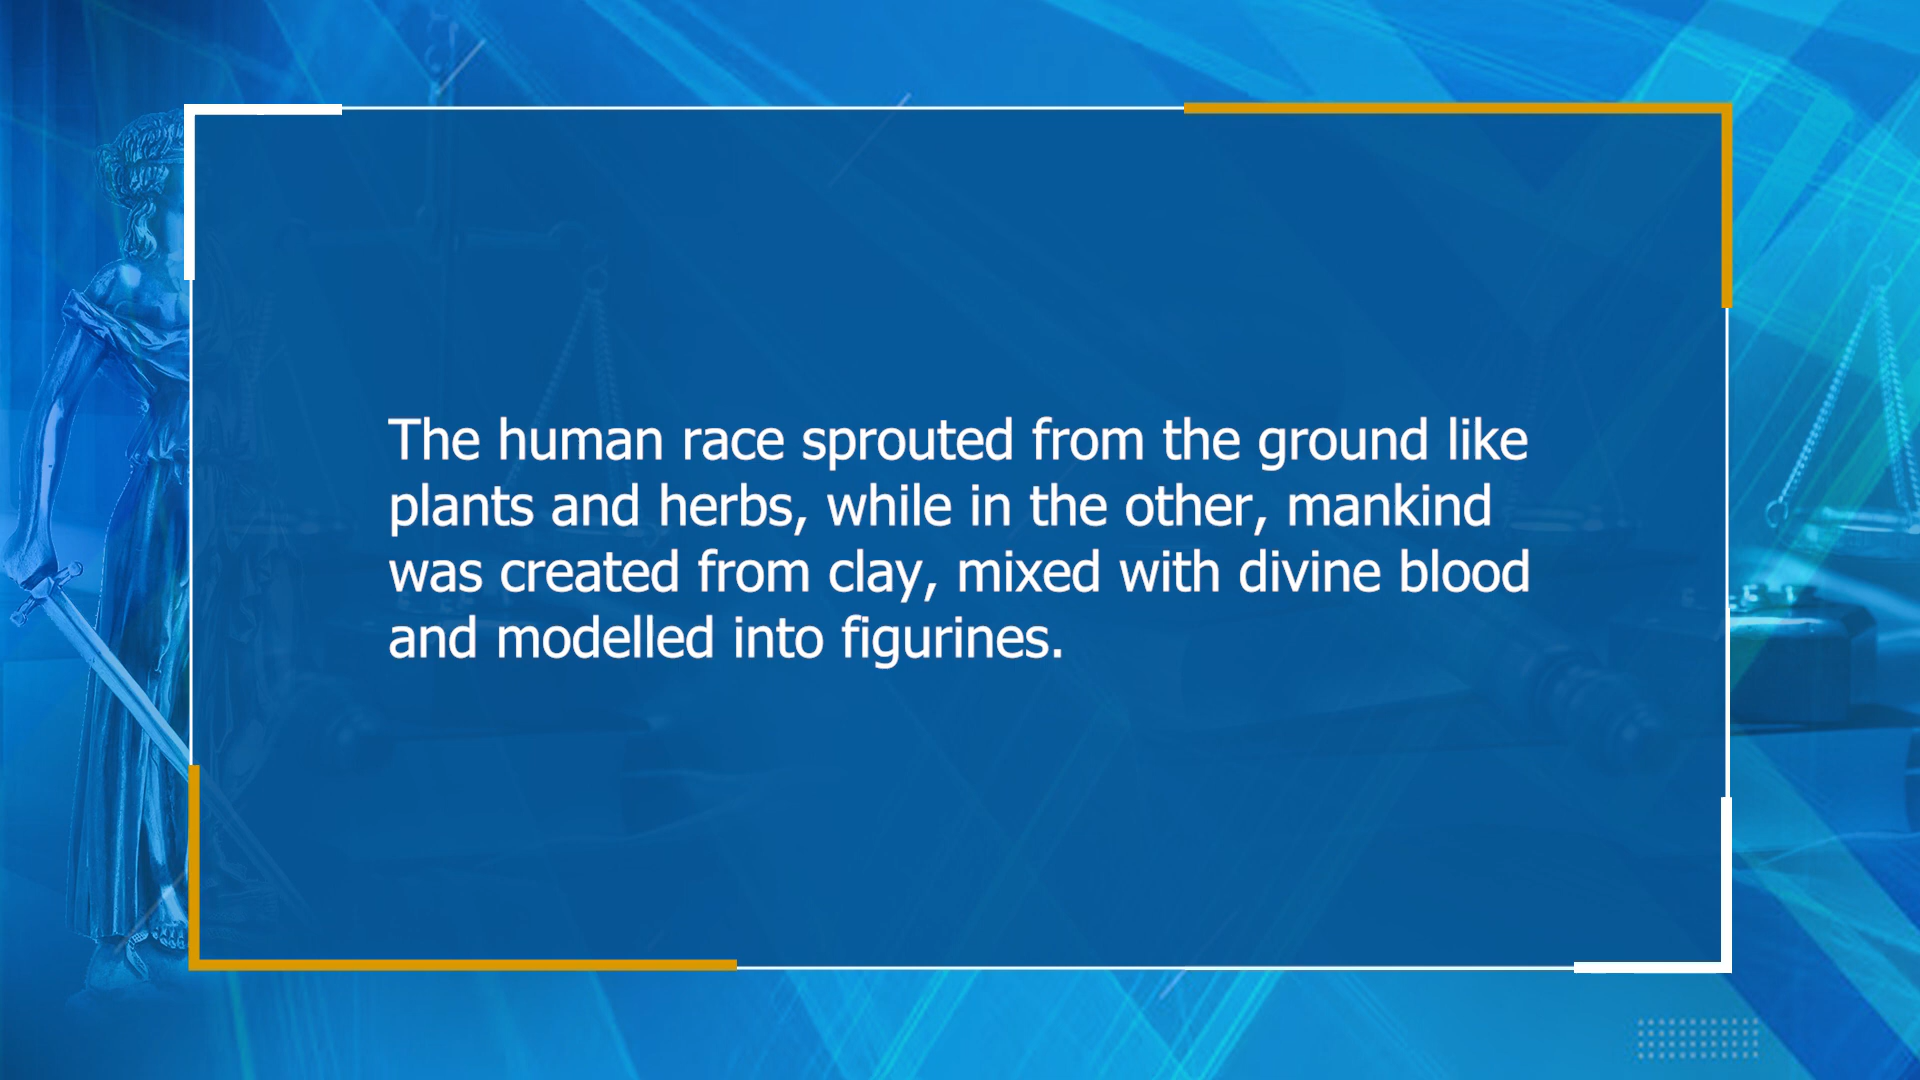 The human race sprouted from the ground like
plants and herbs, while in the other, mankind
was created from clay, mixed with divine blood
and modelled into figurines.